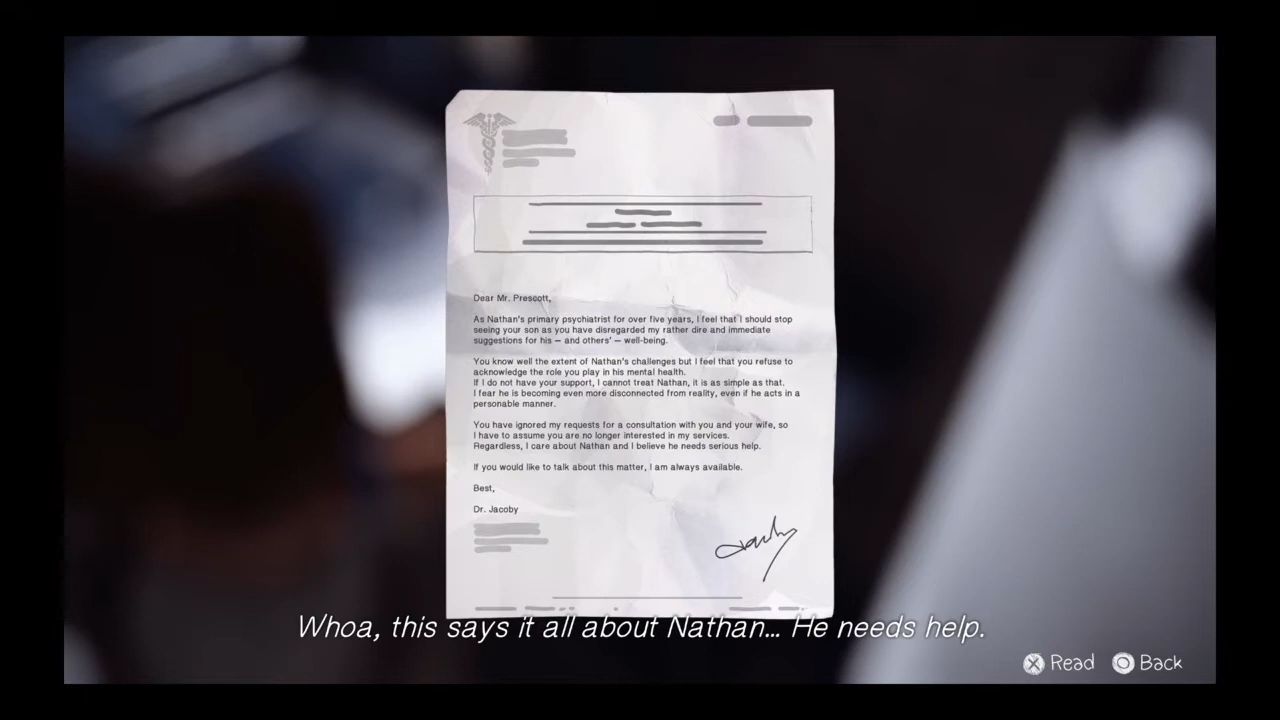 Dear Mr. Prescott,
As Nathan's primary psychiatrist for over five years, I feel that I should stop
seeing your son as you have disregarded my rather dire and immediate
suggestions for his – and others' – well-being.
You know well the extent of Nathan's challenges but I feel that you refuse to
acknowledge the role you play in his mental health.
If I do not have your support, I cannot treat Nathan, it is as simple as that.
I fear he is becoming even more disconnected from reality, even if he acts in a
personable manner.
You have ignored my requests for a consultation with you and your wife, so
I have to assume you are no longer interested in my services.
Regardless, I care about Nathan and I believe he needs serious help.
If you would like to talk about this matter, I am always available.
Best,
Dr. Jacoby
Whoa, this says it all about Nathan... He needs help.
Read Back